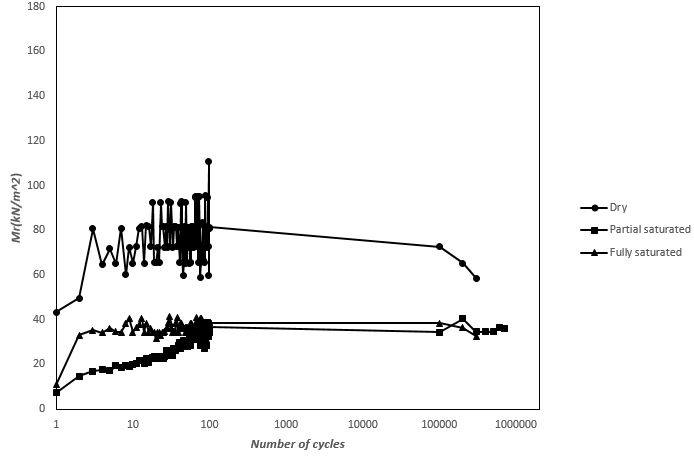 180
160
140
120
100
80
60
40
20
0
Mr(kN/m^2)
1 10 100 1000 10000 100000 1000000
Number of cycles
Dry
Partial saturated
Fully saturated